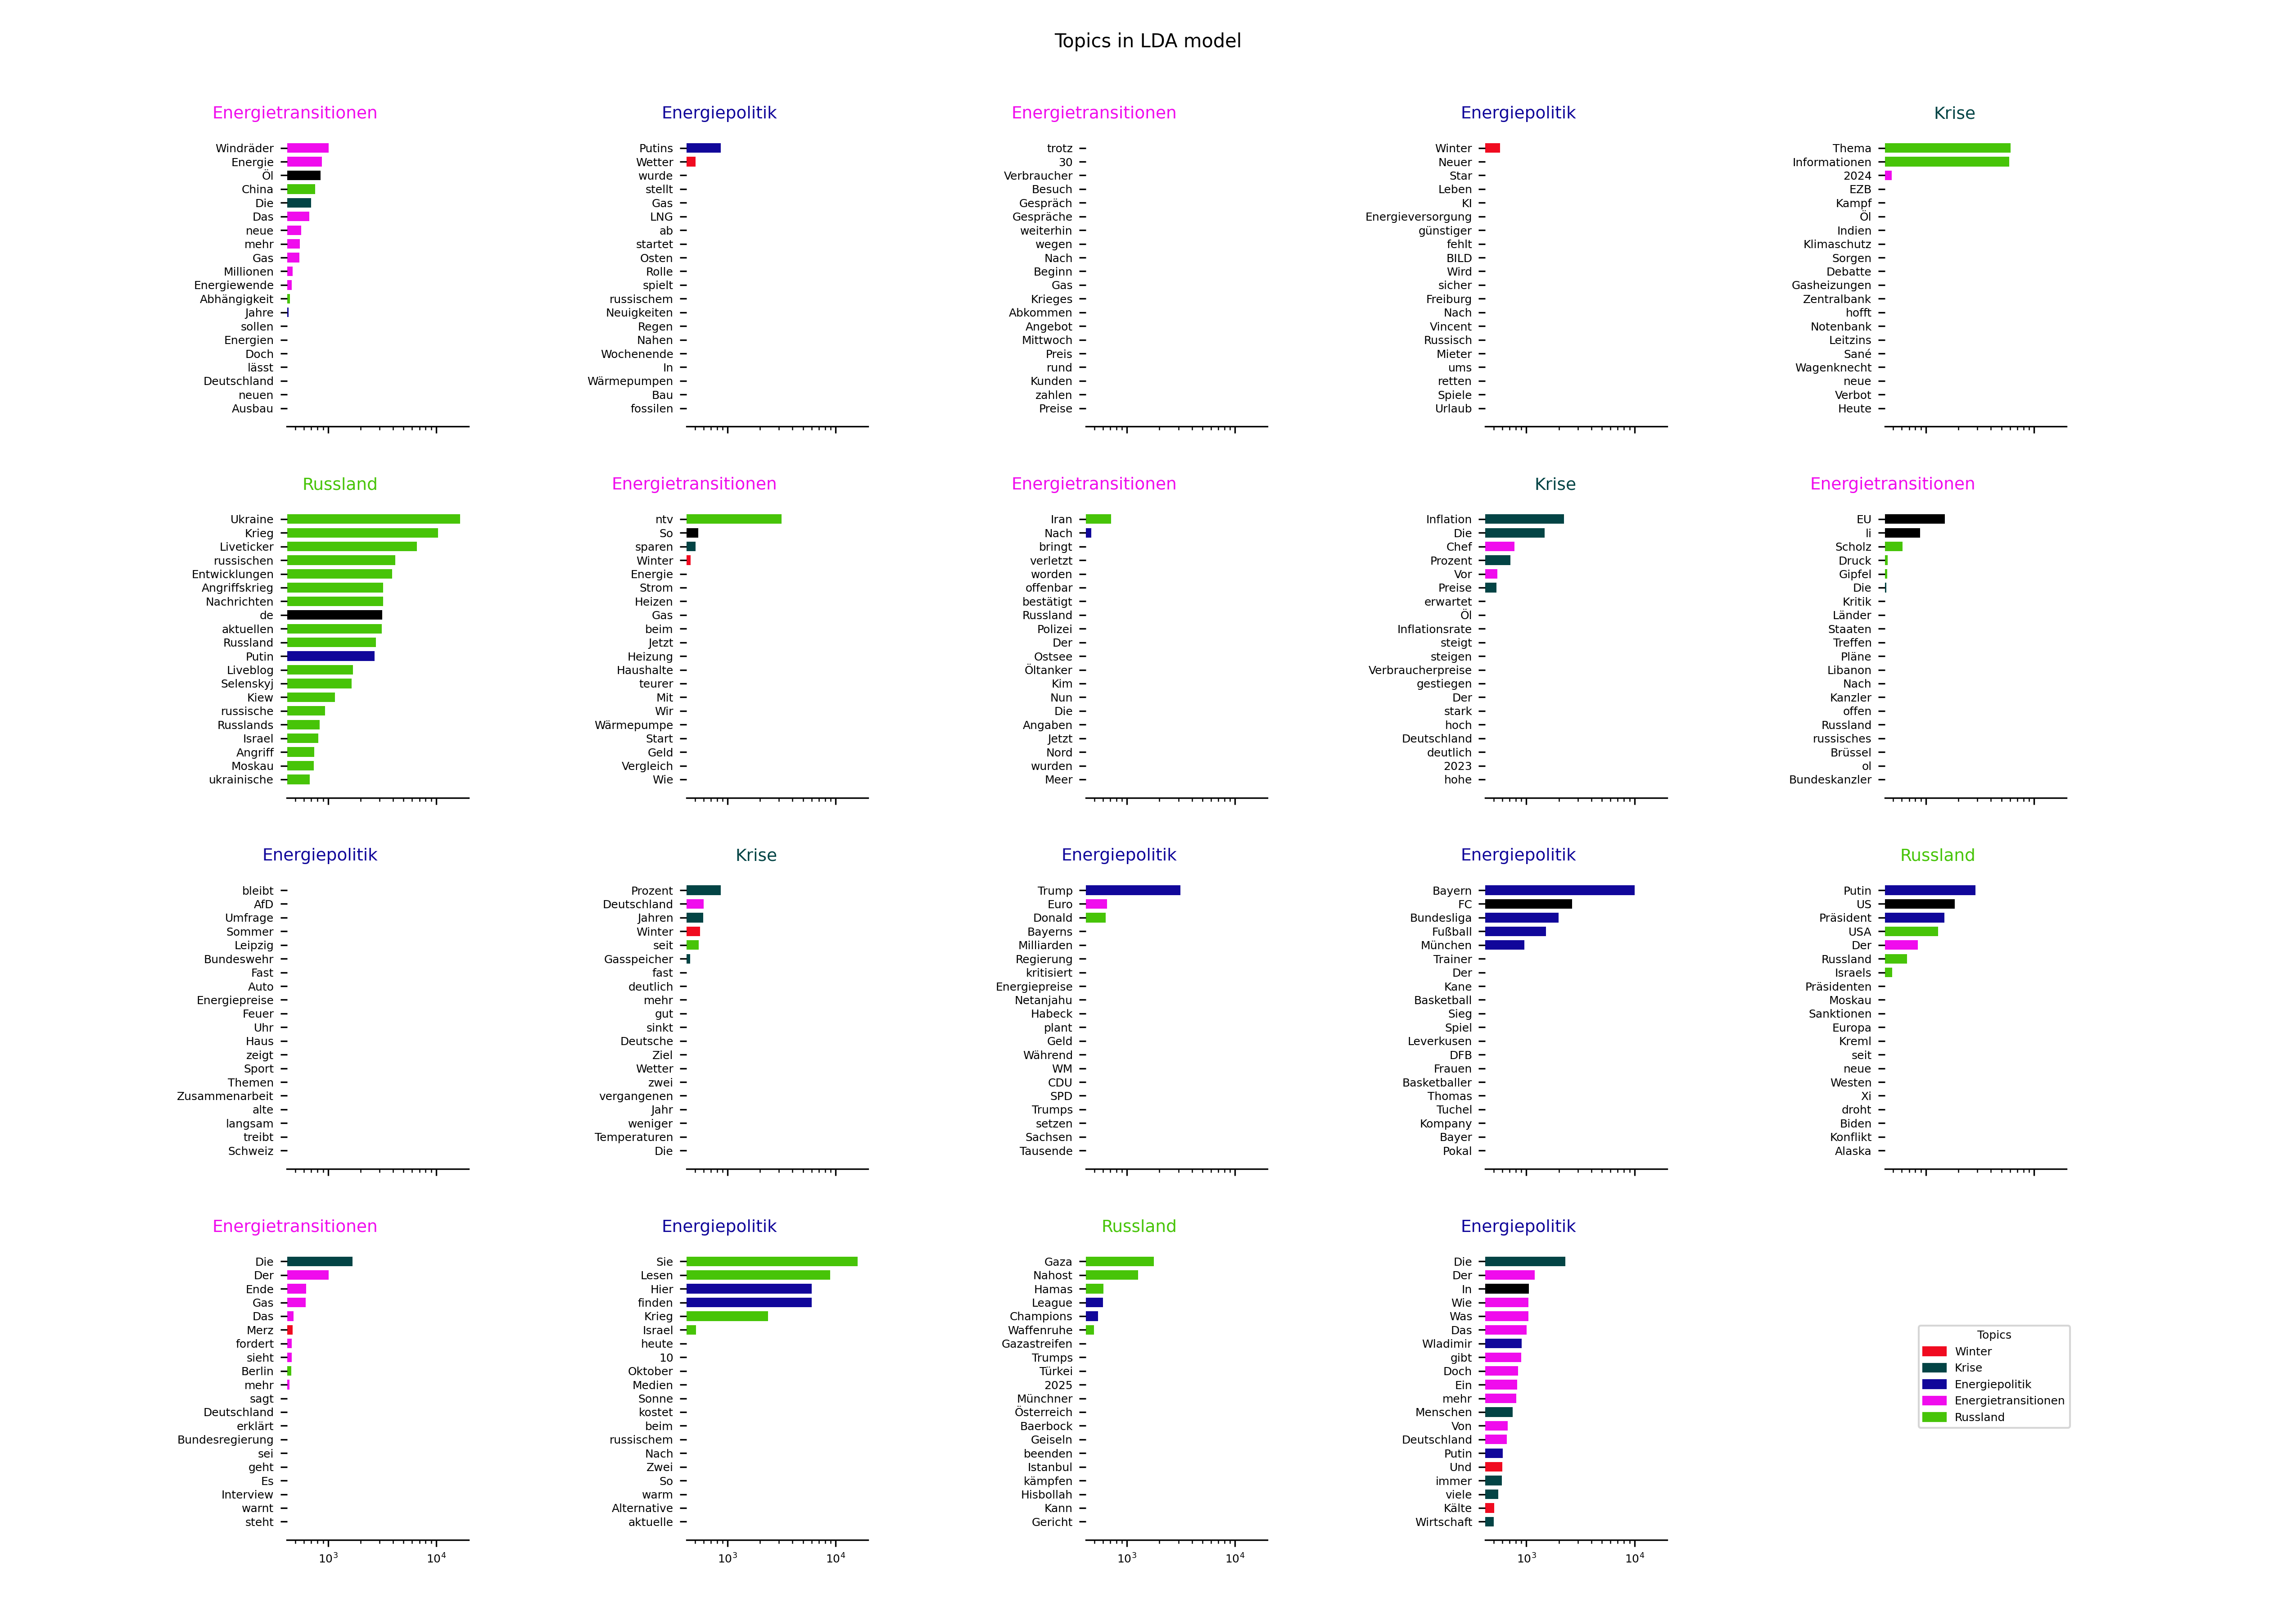 Topics in LDA model
Energietransitionen
Windräder
Energie
Öl
China
Die
Das
neue
mehr
Gas
Millionen
Energiewende
Abhängigkeit
Jahre
sollen
Energien
Doch
lässt
Deutschland
neuen
Ausbau
Energiepolitik
Putins
Wetter
wurde
stellt
Gas
LNG
ab
startet
Osten
Rolle
spielt
russischem
Neuigkeiten
Regen
Nahen
Wochenende
In
Wärmepumpen
Bau
fossilen
Energietransitionen
trotz
30
Verbraucher
Besuch
Gespräch
Gespräche
weiterhin
wegen
Nach
Beginn
Gas
Krieges
Abkommen
Angebot
Mittwoch
Preis
rund
Kunden
zahlen
Preise
Energiepolitik
Winter
Neuer
Star
Leben
KI
Energieversorgung
günstiger
fehlt
BILD
Wird
sicher
Freiburg
Nach
Vincent
Russisch
Mieter
ums
retten
Spiele
Urlaub
Krise
Thema
Informationen
2024
EZB
Kampf
Öl
Indien
Klimaschutz
Sorgen
Debatte
Gasheizungen
Zentralbank
hofft
Notenbank
Leitzins
Sané
Wagenknecht
neue
Verbot
Heute
Russland
Ukraine
Krieg
Liveticker
russischen
Entwicklungen
Angriffskrieg
Nachrichten
de
aktuellen
Russland
Putin
Liveblog
Selenskyj
Kiew
russische
Russlands
Israel
Angriff
Moskau
ukrainische
Energietransitionen
ntv
So
sparen
Winter
Energie
Strom
Heizen
Gas
beim
Jetzt
Heizung
Haushalte
teurer
Mit
Wir
Wärmepumpe
Start
Geld
Vergleich
Wie
Energietransitionen
Iran
Nach
bringt
verletzt
worden
offenbar
bestätigt
Russland
Polizei
Der
Ostsee
Öltanker
Kim
Nun
Die
Angaben
Jetzt
Nord
wurden
Meer
Krise
Inflation
Die
Chef
Prozent
Vor
Preise
erwartet
Öl
Inflationsrate
steigt
steigen
Verbraucherpreise
gestiegen
Der
stark
hoch
Deutschland
deutlich
2023
hohe
Energietransitionen
EU
li
Scholz
Druck
Gipfel
Die
Kritik
Länder
Staaten
Treffen
Pläne
Libanon
Nach
Kanzler
offen
Russland
russisches
Brüssel
ol
Bundeskanzler
Energiepolitik
bleibt
AfD
Umfrage
Sommer
Leipzig
Bundeswehr
Fast
Auto
Energiepreise
Feuer
Uhr
Haus
zeigt
Sport
Themen
Zusammenarbeit
alte
langsam
treibt
Schweiz
Krise
Prozent
Deutschland
Jahren
Winter
seit
Gasspeicher
fast
deutlich
mehr
gut
sinkt
Deutsche
Ziel
Wetter
zwei
vergangenen
Jahr
weniger
Temperaturen
Die
Energiepolitik
Trump
Euro
Donald
Bayerns
Milliarden
Regierung
kritisiert
Energiepreise
Netanjahu
Habeck
plant
Geld
Während
WM
CDU
SPD
Trumps
setzen
Sachsen
Tausende
Energiepolitik
Bayern
FC
Bundesliga
Fußball
München
Trainer
Der
Kane
Basketball
Sieg
Spiel
Leverkusen
DFB
Frauen
Basketballer
Thomas
Tuchel
Kompany
Bayer
Pokal
Russland
Putin
US
Präsident
USA
Der
Russland
Israels
Präsidenten
Moskau
Sanktionen
Europa
Kreml
seit
neue
Westen
Xi
droht
Biden
Konflikt
Alaska
Energietransitionen
Die
Der
Ende
Gas
Das
Merz
fordert
sieht
Berlin
mehr
sagt
Deutschland
erklärt
Bundesregierung
sei
geht
Es
Interview
warnt
steht
10³ 10⁴
Energiepolitik
Sie
Lesen
Hier
finden
Krieg
Israel
heute
10
Oktober
Medien
Sonne
kostet
beim
russischem
Nach
Zwei
So
warm
Alternative
aktuelle
10³ 10⁴
Russland
Gaza
Nahost
Hamas
League
Champions
Waffenruhe
Gazastreifen
Trumps
Türkei
2025
Münchner
Österreich
Baerbock
Geiseln
beenden
Istanbul
kämpfen
Hisbollah
Kann
Gericht
10³ 10⁴
Energiepolitik
Die
Der
In
Wie
Was
Das
Wladimir
gibt
Doch
Ein
mehr
Menschen
Von
Deutschland
Putin
Und
immer
viele
Kälte
Wirtschaft
10³ 10⁴
Topics
Winter
Krise
Energiepolitik
Energietransitionen
Russland